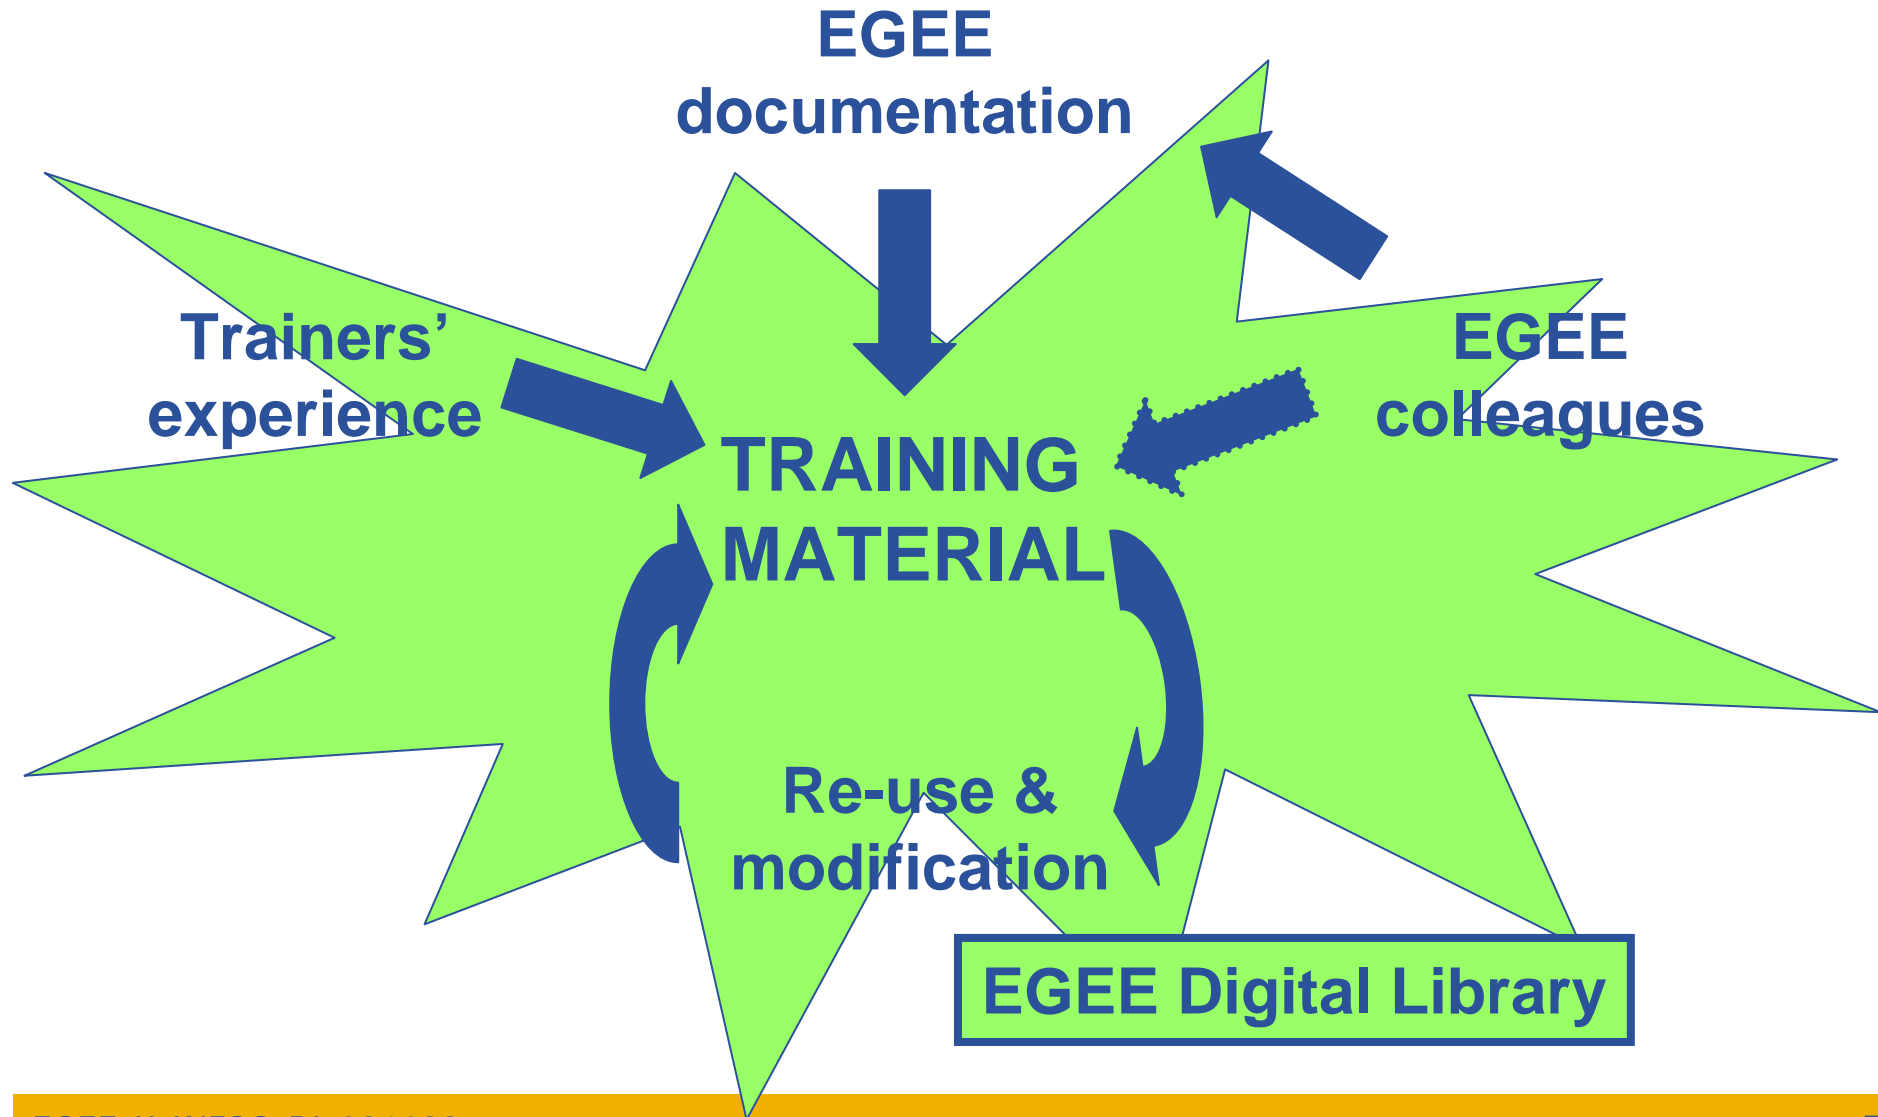 EGEE
documentation
Trainers’
experience
EGEE
colleagues
TRAINING
MATERIAL
Re-use &
modification
EGEE Digital Library